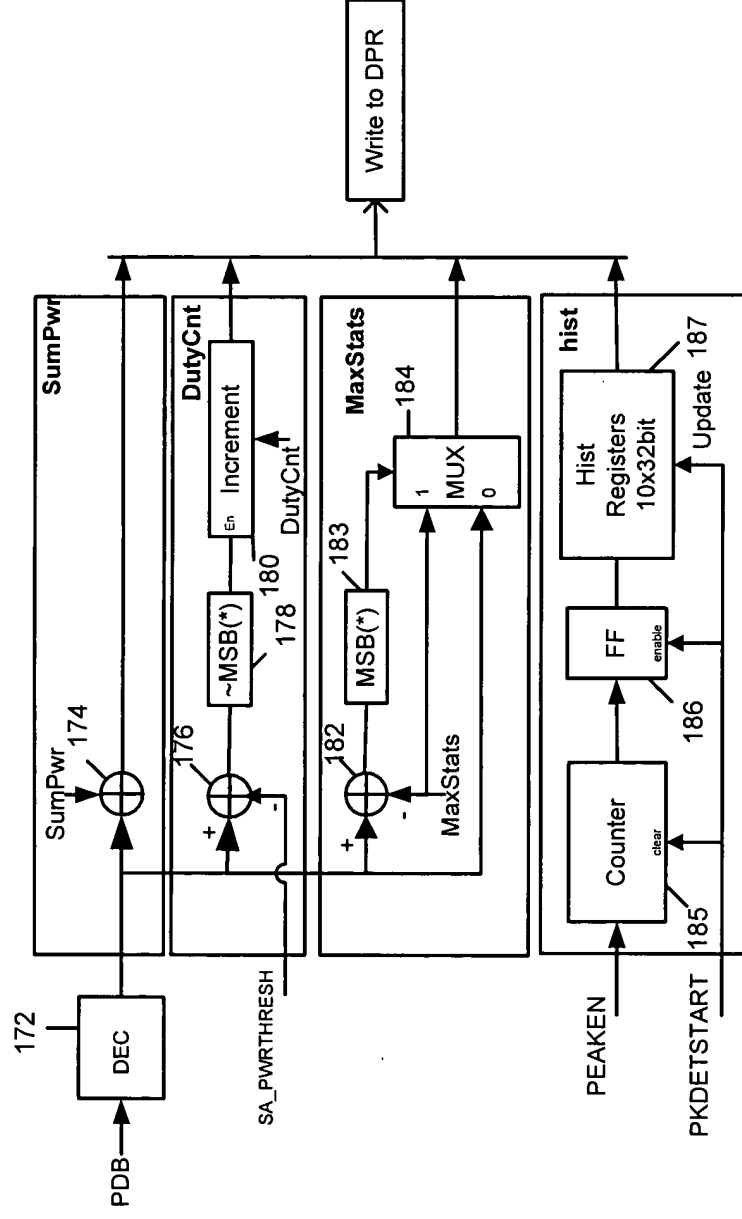 PDB
172
DEC
SumPwr
SumPwr
174
DutyCnt
176
+
-
~MSB(*)
178
En
Increment
180
DutyCnt
SA_PWRTHRESH
MaxStats
182
+
-
MaxStats
MSB(*)
183
184
1
MUX
0
hist
PEAKEN
PKDETSTART
Counter
clear
185
FF
enable
186
Hist
Registers
10x32bit
187
Update
Write to DPR